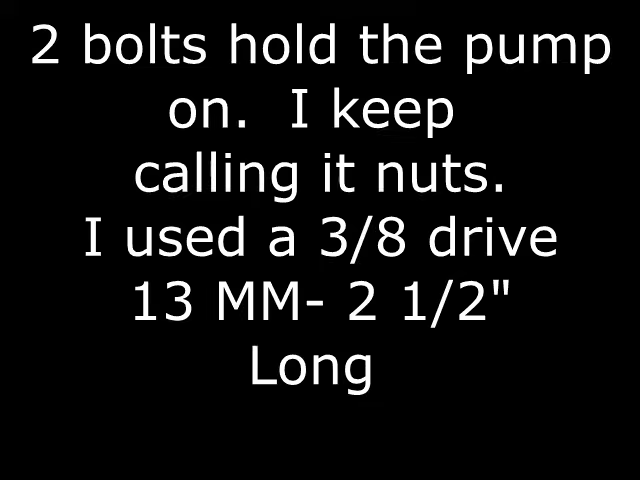 2 bolts hold the pump
on.  I keep
calling it nuts.
I used a 3/8 drive
13 MM- 2 1/2"
Long